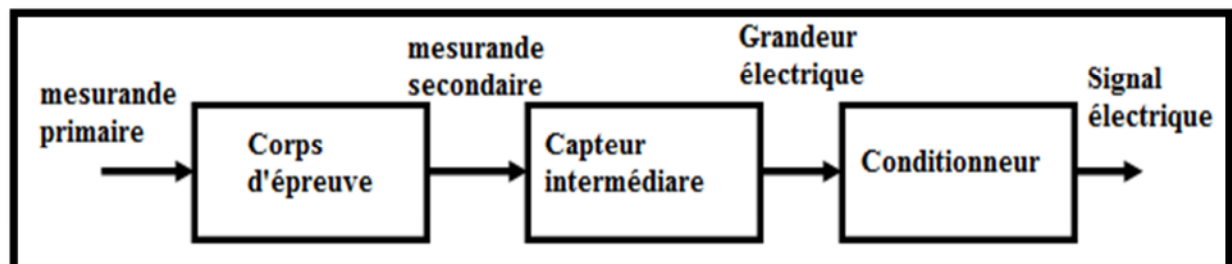 mesurande
primaire
Corps
d'épreuve
mesurande
secondaire
Capteur
intermédiare
Grandeur
électrique
Conditionneur
Signal
électrique